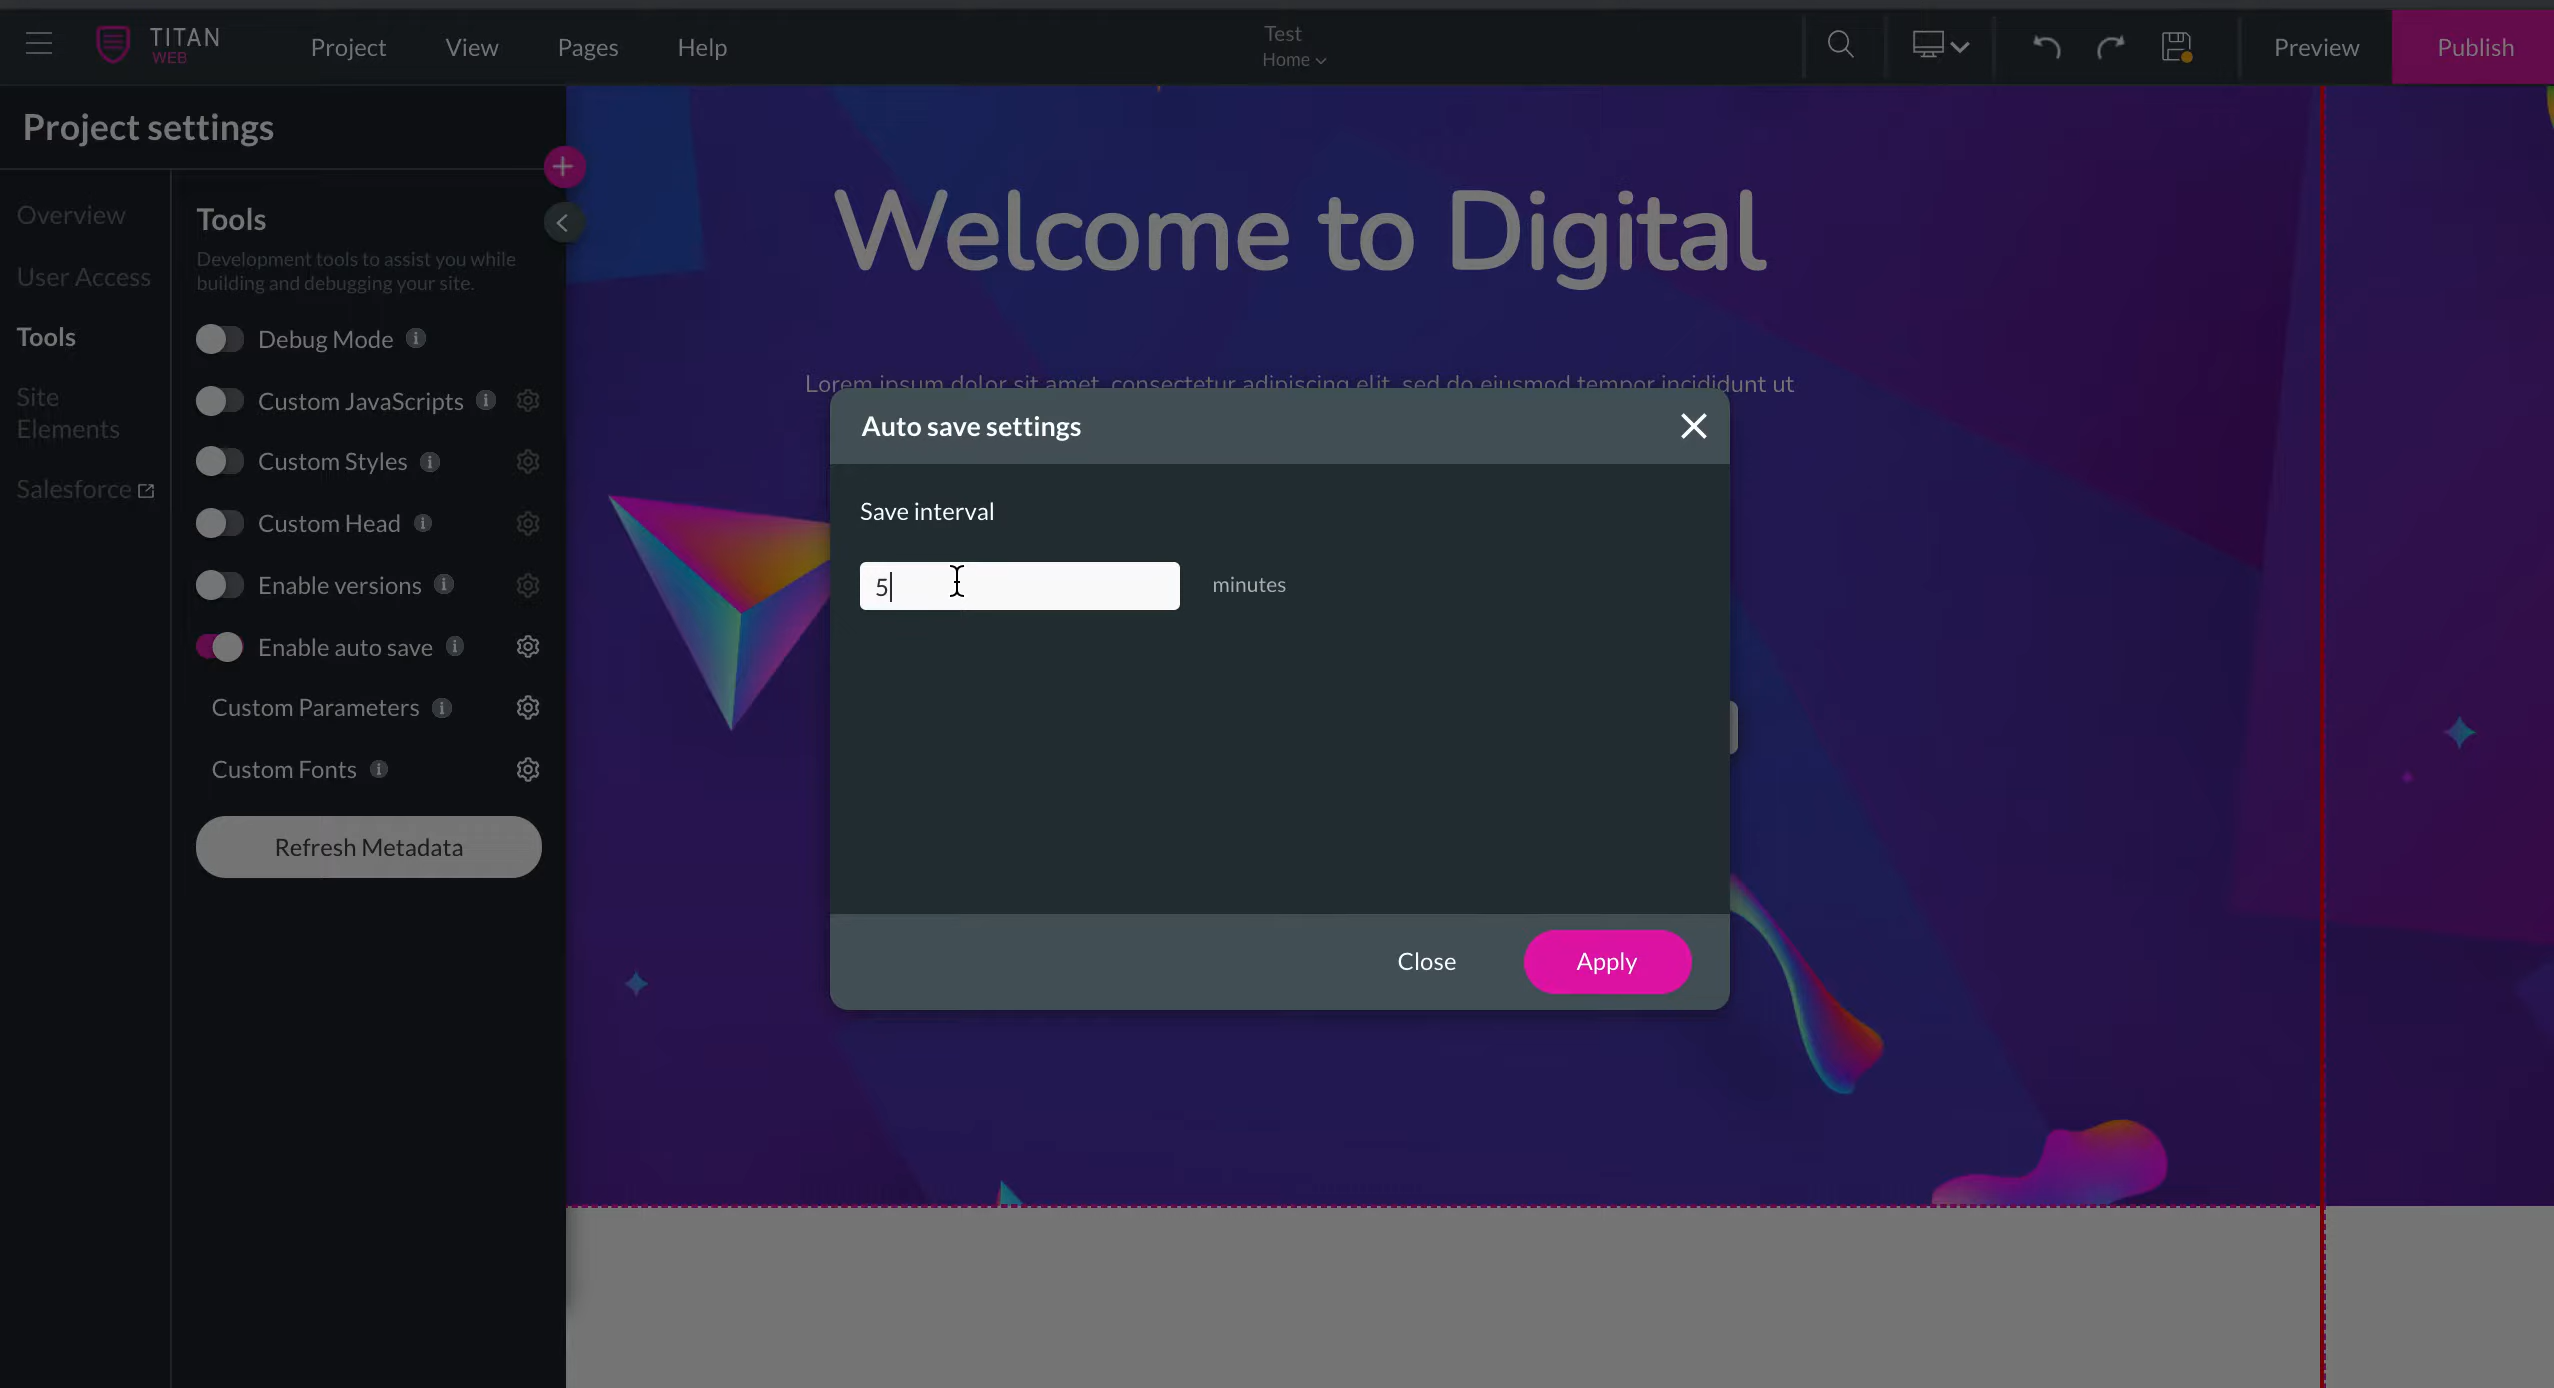 TITAN
WEB
Project
View
Pages
Help
Test
Home
Preview
Publish
Project settings
Overview
User Access
Tools
Site
Elements
Salesforce
Tools
Development tools to assist you while
building and debugging your site.
Debug Mode
Custom JavaScripts
Custom Styles
Custom Head
Enable versions
Enable auto save
Custom Parameters
Custom Fonts
Refresh Metadata
Welcome to Digital
Lorem ipsum dolor sit amet, consectetur adipiscing elit, sed do eiusmod tempor incididunt ut
Auto save settings
Save interval
5
minutes
Close
Apply